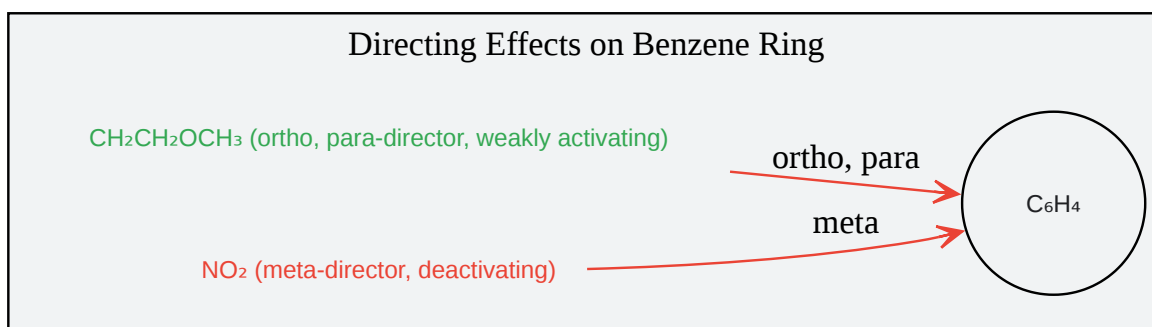 Directing Effects on Benzene Ring
CH₂CH₂OCH₃ (ortho, para-director, weakly activating)
ortho, para
C₆H₄
meta
NO₂ (meta-director, deactivating)